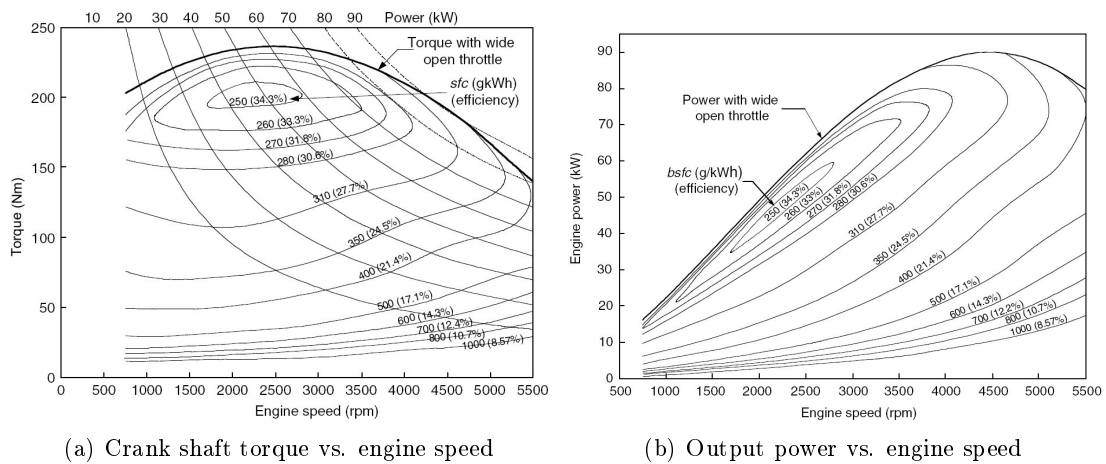 10 20 30 40 50 60 70 80 90 Power (kW)
250
200
150
100
50
0
Torque (Nm)
Torque with wide
open throttle
sfc (gkWh)
(efficiency)
250 (34.3%)
260 (33.3%)
270 (31.8%)
280 (30.6%)
310 (27.7%)
350 (24.5%)
400 (21.4%)
500 (17.1%)
600 (14.3%)
700 (12.4%)
800 (10.7%)
1000 (8.57%)
0 500 1000 1500 2000 2500 3000 3500 4000 4500 5000 5500
Engine speed (rpm)
(a) Crank shaft torque vs. engine speed
90
80
70
60
50
40
30
20
10
0
Engine power (kW)
Power with wide
open throttle
bsfc (g/kWh)
(efficiency)
250 (34.3%)
260 (33%)
270 (31.8%)
280 (30.6%)
310 (27.7%)
350 (24.5%)
400 (21.4%)
500 (17.1%)
600 (14.3%)
700 (12.2%)
800 (10.7%)
1000 (8.57%)
500 1000 1500 2000 2500 3000 3500 4000 4500 5000 5500
Engine speed (rpm)
(b) Output power vs. engine speed